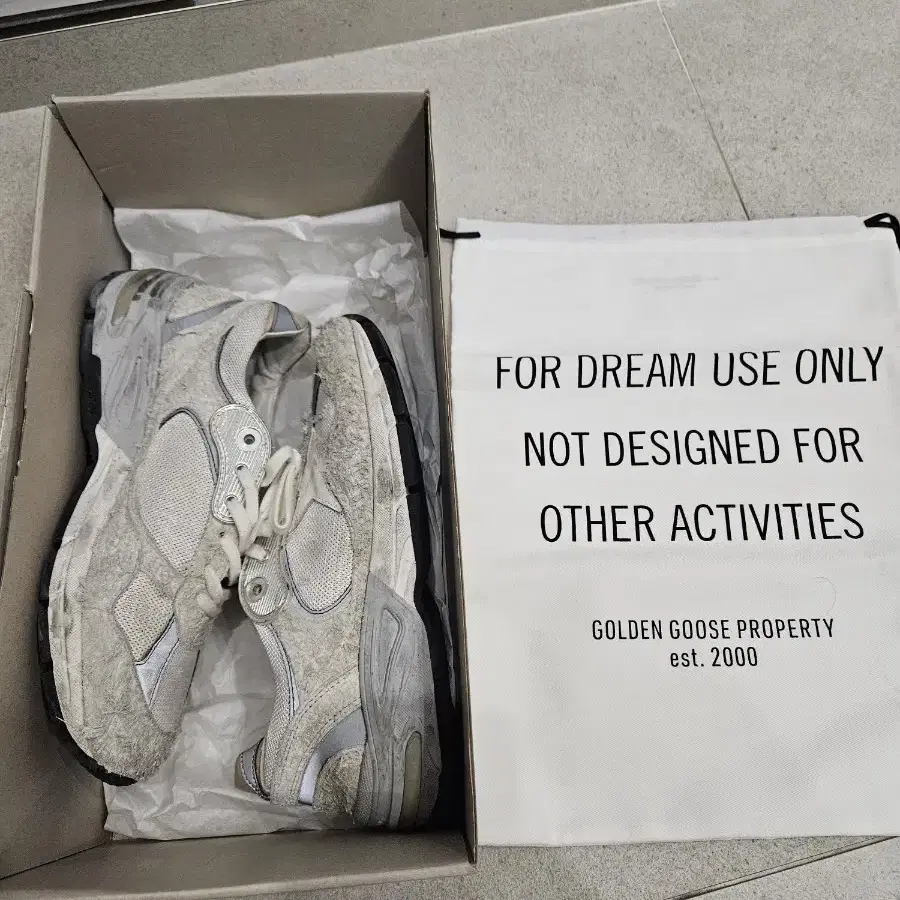 FOR DREAM USE ONLY
NOT DESIGNED FOR
OTHER ACTIVITIES
GOLDEN GOOSE PROPERTY
est. 2000